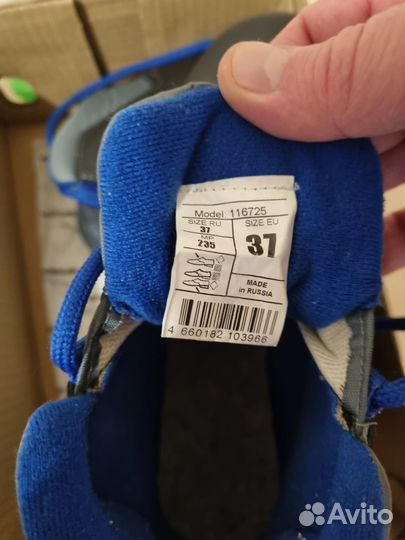 Model: 116725
SIZE RU
37
MP
235
SIZE EU
37
MADE
in RUSSIA
4 660182 103966
Avito